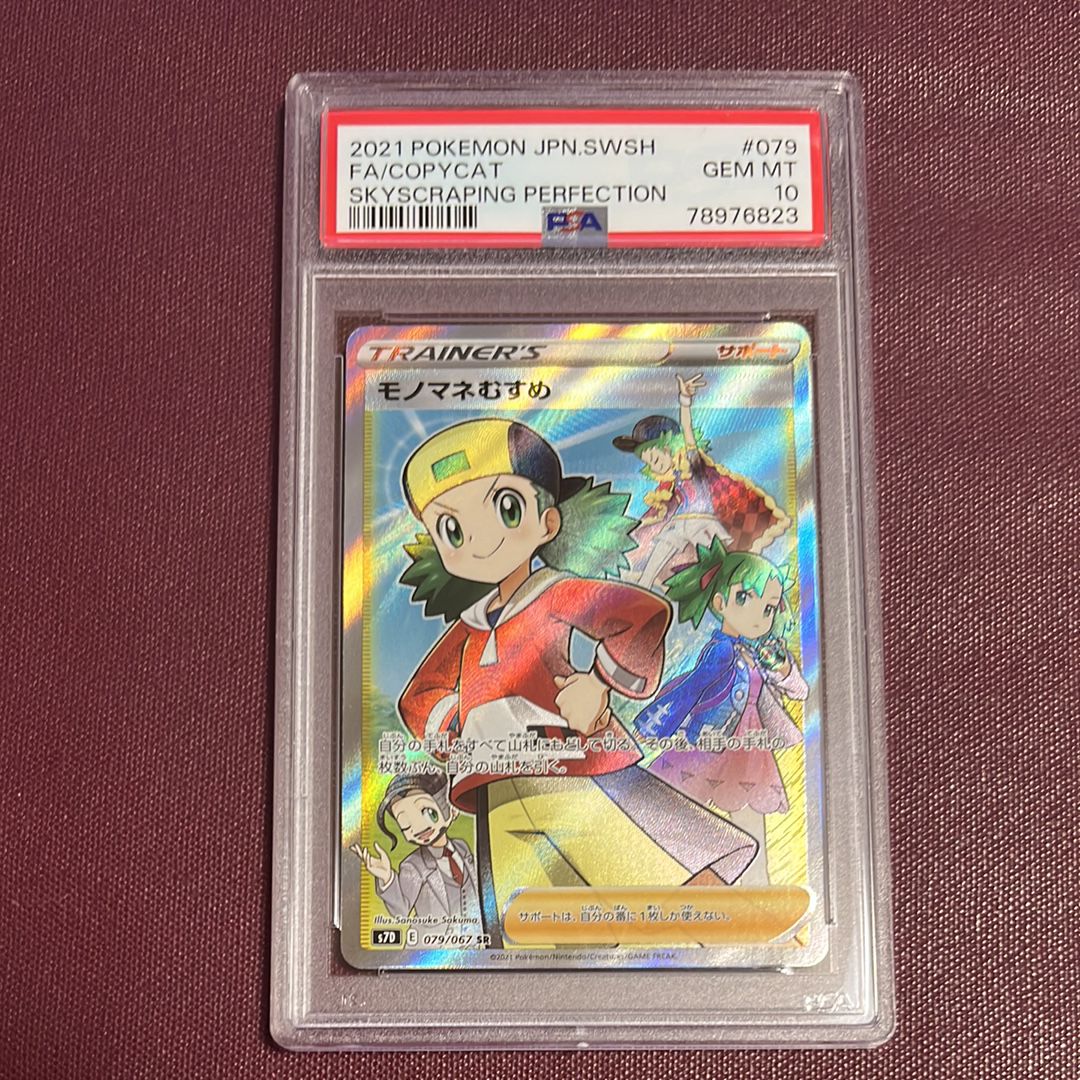 2021 POKEMON JPN.SWSH #079
FA/COPYCAT GEM MT
SKYSCRAPING PERFECTION 10
PSA 78976823
TRAINER'S サポート
モノマネむすめ
自分の手札をすべて山札にもどして切る。その後、相手の手札の
枚数ぶん、自分の山札を引く。
サポートは、自分の番に1枚しか使えない。
Illus.Sanosuke Sakuma
s7D E 079/067 SR
©2021 Pokémon/Nintendo/Creatures/GAME FREAK.